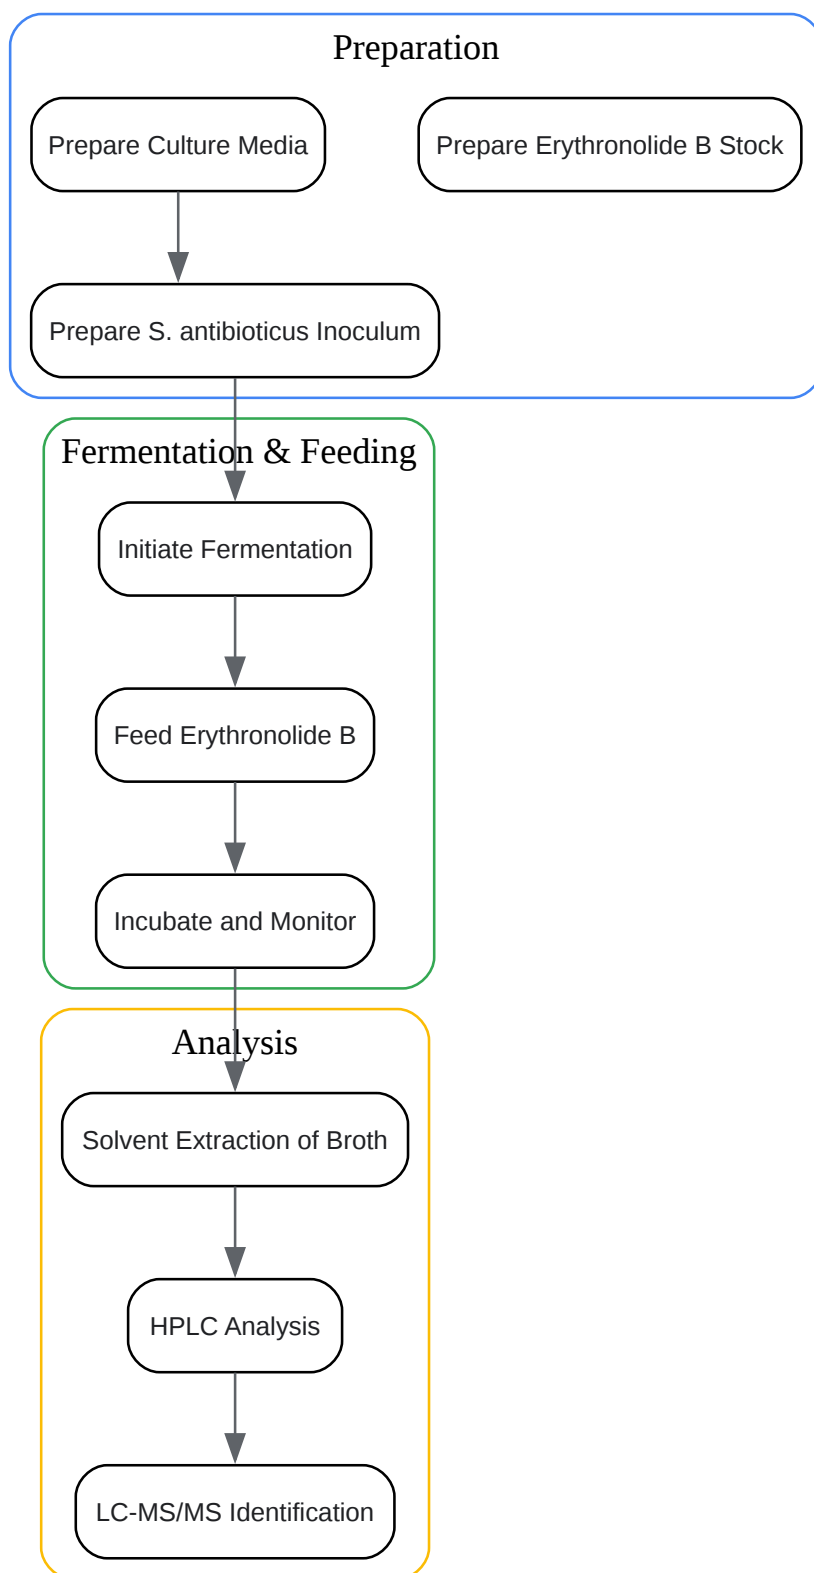 Preparation
Prepare Culture Media
Prepare Erythronolide B Stock
Prepare S. antibioticus Inoculum
Fermentation & Feeding
Initiate Fermentation
Feed Erythronolide B
Incubate and Monitor
Analysis
Solvent Extraction of Broth
HPLC Analysis
LC-MS/MS Identification